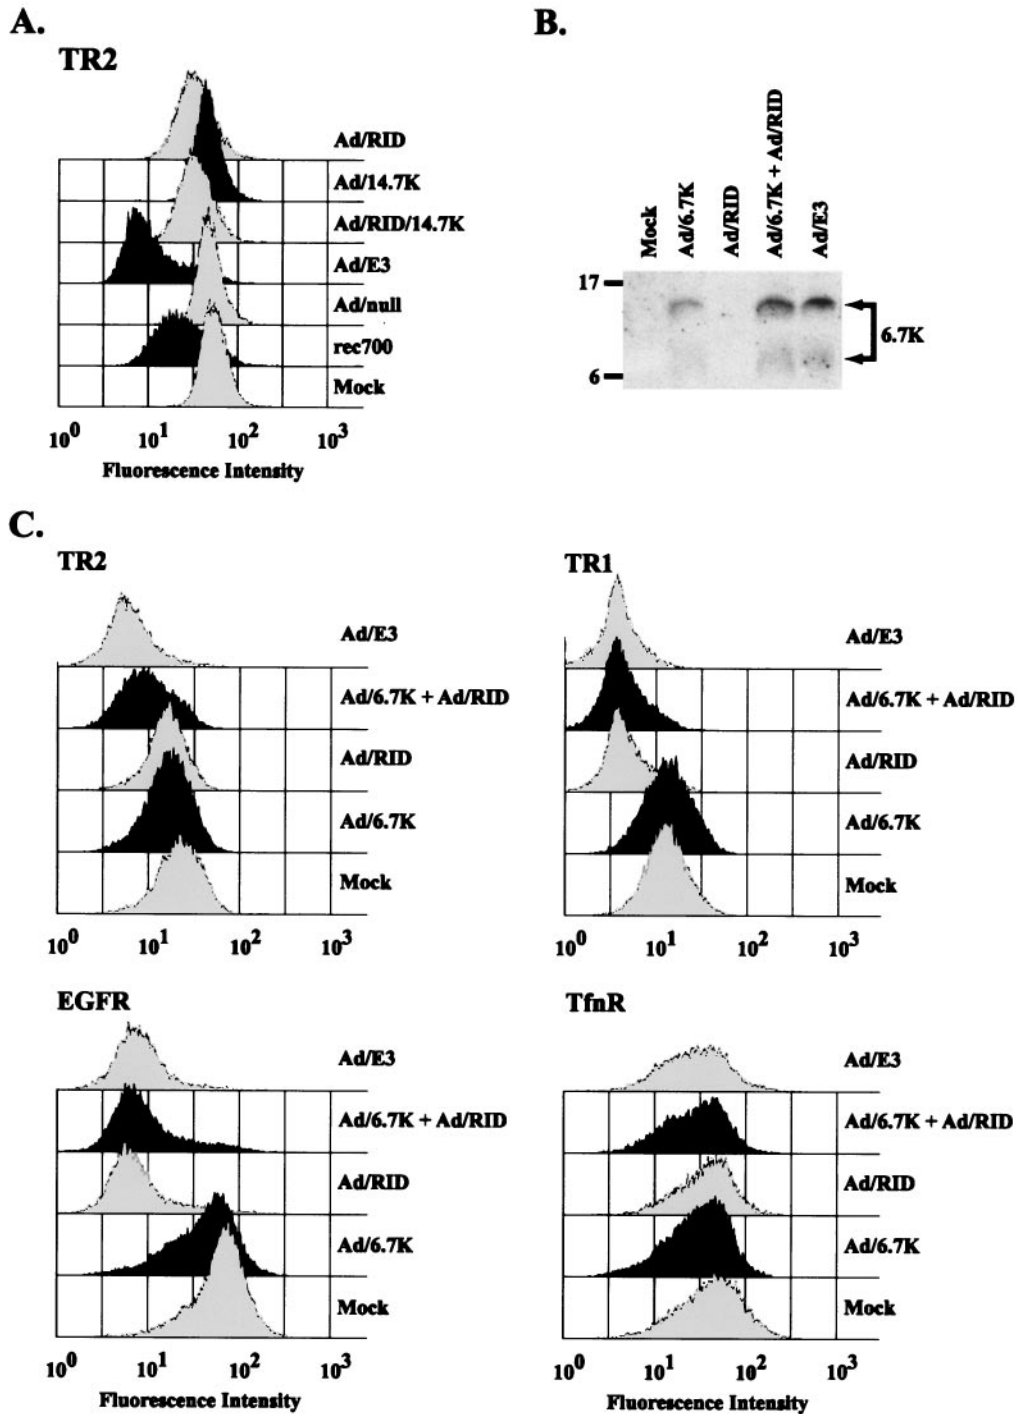 A.
TR2
Ad/RID
Ad/14.7K
Ad/RID/14.7K
Ad/E3
Ad/null
rec700
Mock
10^0 10^1 10^2 10^3
Fluorescence Intensity
B.
Mock
Ad/6.7K
Ad/RID
Ad/6.7K + Ad/RID
Ad/E3
17
6.7K
6
C.
TR2
Ad/E3
Ad/6.7K + Ad/RID
Ad/RID
Ad/6.7K
Mock
10^0 10^1 10^2 10^3
TR1
Ad/E3
Ad/6.7K + Ad/RID
Ad/RID
Ad/6.7K
Mock
10^0 10^1 10^2 10^3
EGFR
Ad/E3
Ad/6.7K + Ad/RID
Ad/RID
Ad/6.7K
Mock
10^0 10^1 10^2 10^3
Fluorescence Intensity
TfnR
Ad/E3
Ad/6.7K + Ad/RID
Ad/RID
Ad/6.7K
Mock
10^0 10^1 10^2 10^3
Fluorescence Intensity